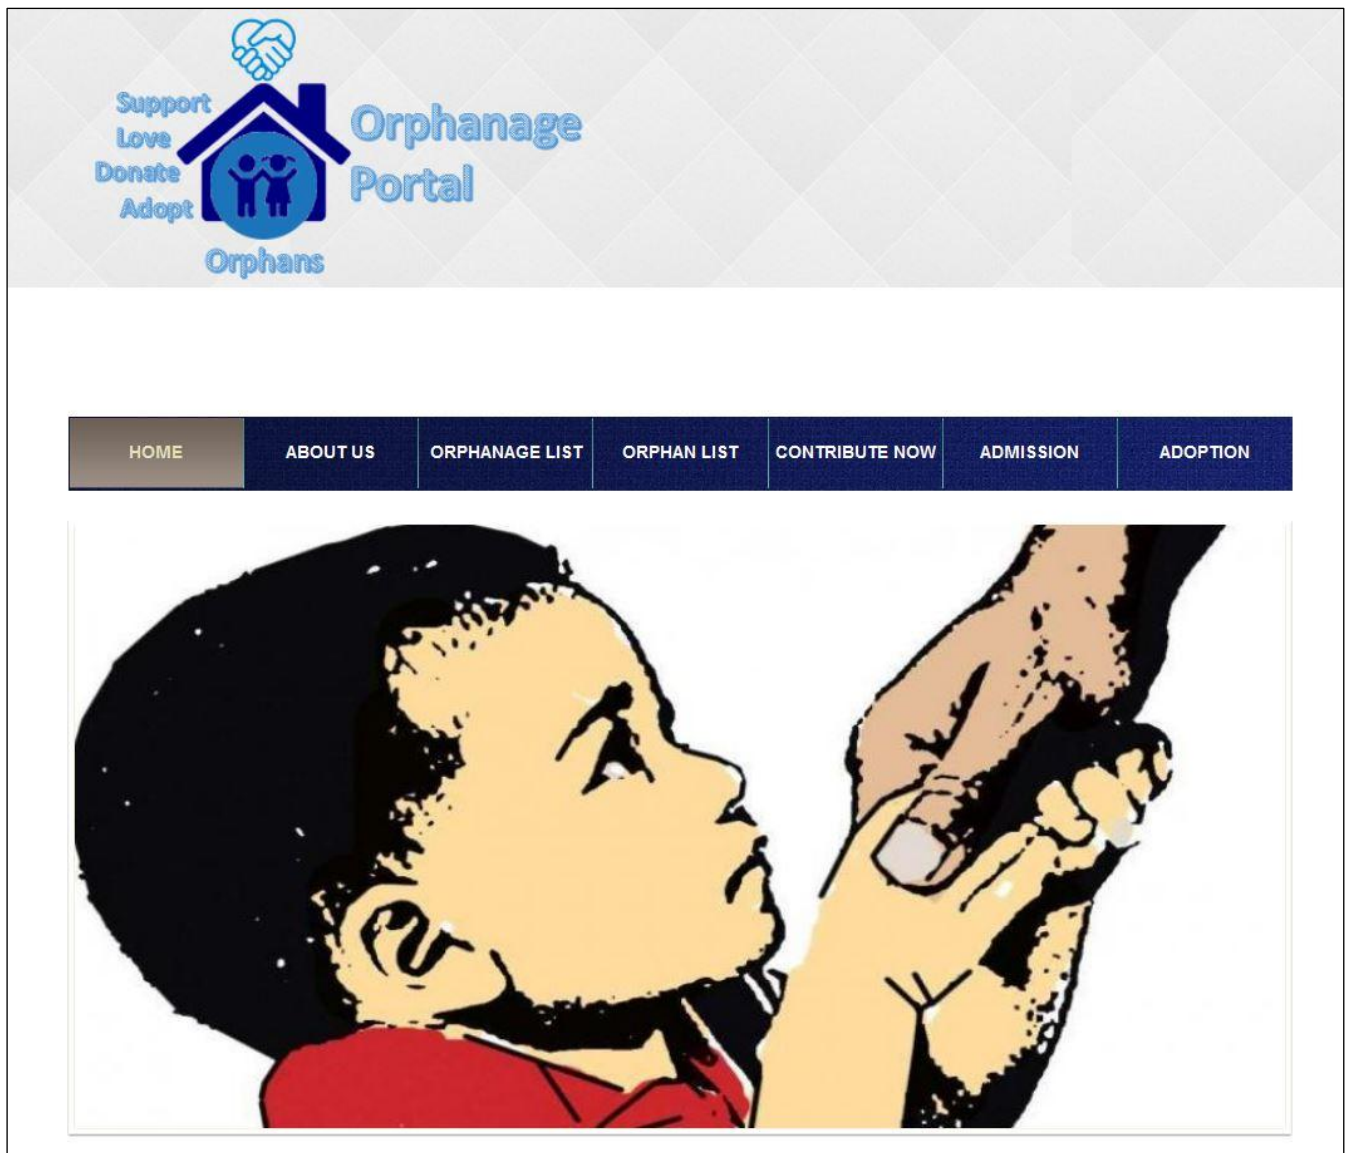 Support
Love
Donate
Adopt
Orphans
Orphanage
Portal
HOME ABOUT US ORPHANAGE LIST ORPHAN LIST CONTRIBUTE NOW ADMISSION ADOPTION